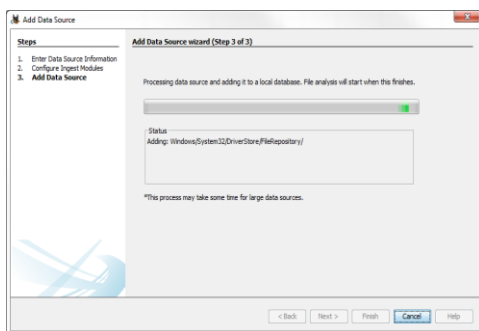 Add Data Source
Steps
1. Enter Data Source Information
2. Configure Ingest Modules
3. Add Data Source
Add Data Source wizard (Step 3 of 3)
Processing data source and adding it to a local database. File analysis will start when this finishes.
Status
Adding: Windows/System32/DriverStore/FileRepository/
*This process may take some time for large data sources.
< Back
Next >
Finish
Cancel
Help